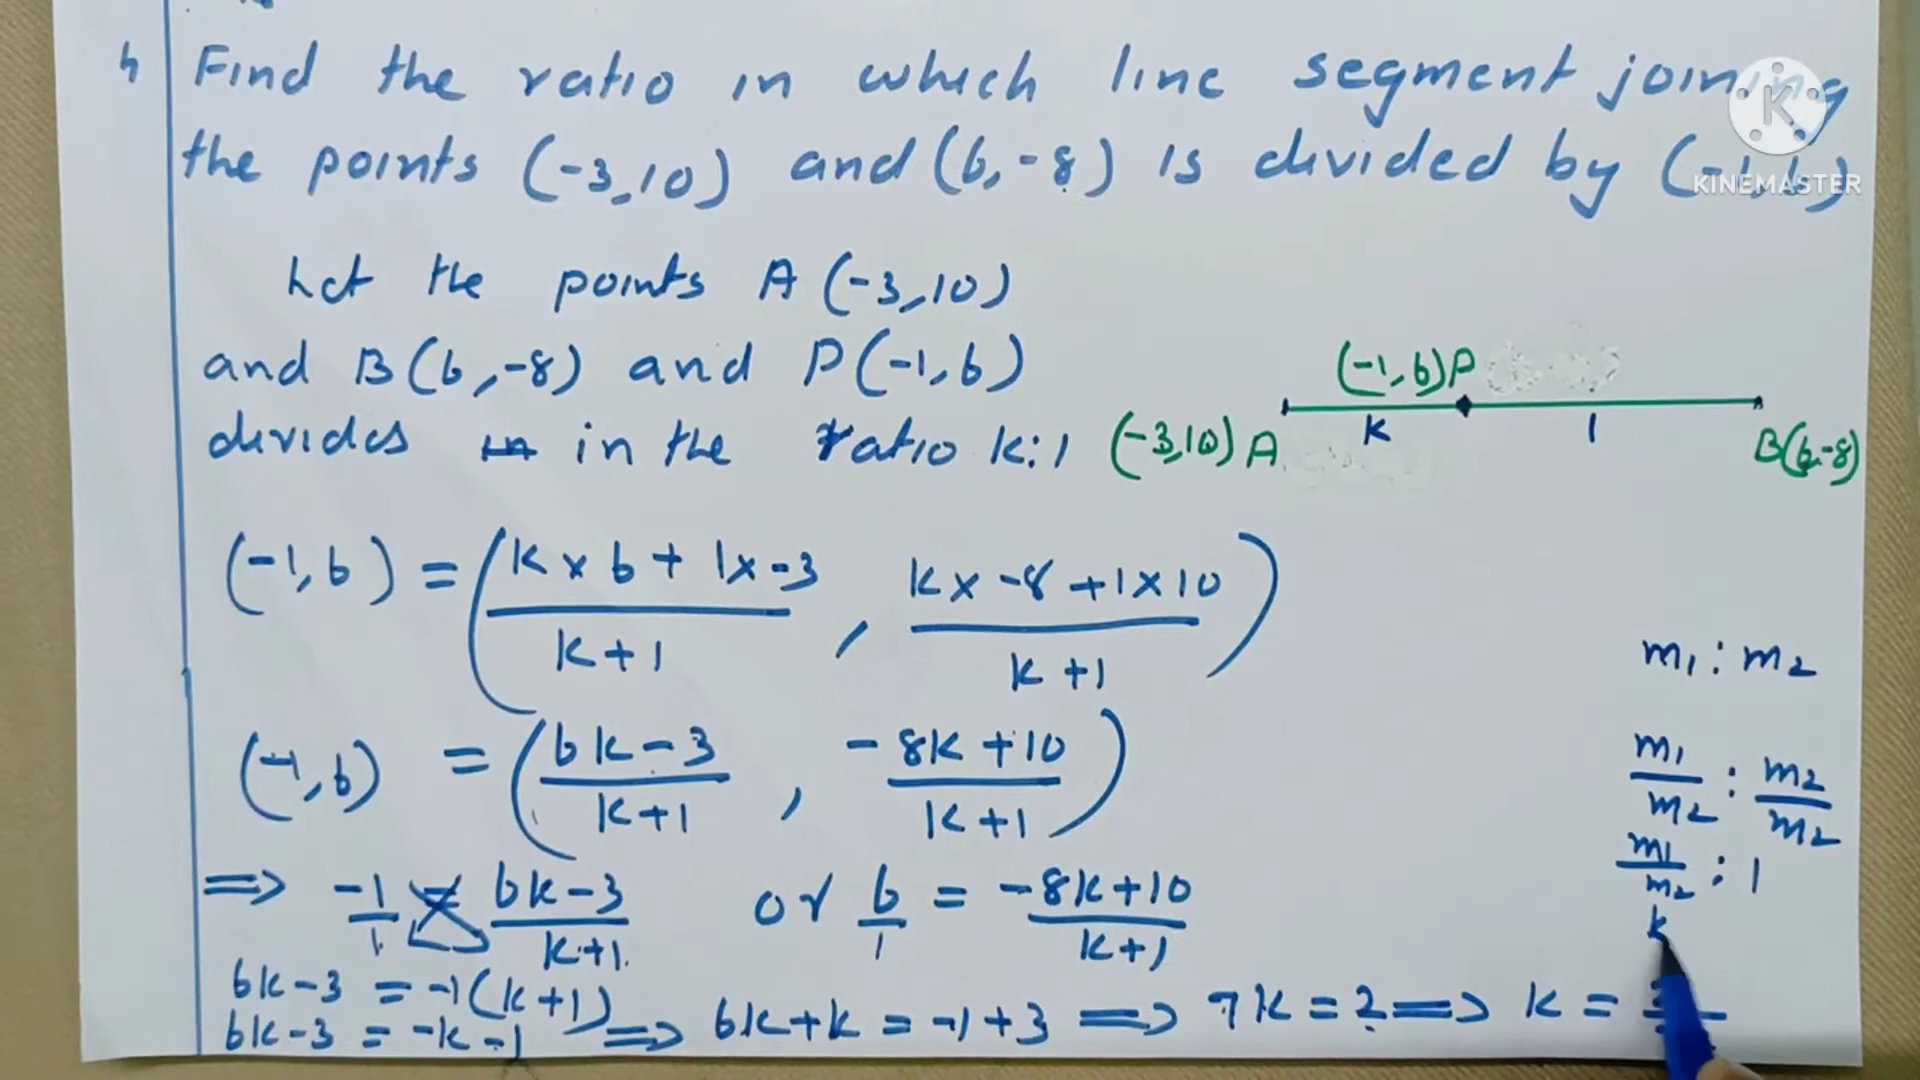 4 Find the ratio in which line segment joining
the points (-3,10) and (6,-8) is divided by (-1,6)
KINEMASTER
Let the points A (-3,10)
and B(6,-8) and P(-1,6)
divides in the ratio k:1
(-1,6) P
k 1
(-3,10) A
B(6,-8)
(-1,6) = (k x 6 + 1x -3 / k+1 , k x -8 + 1 x 10 / k+1)
m1 : m2
(-1,6) = (6k-3 / k+1 , -8k+10 / k+1)
m1/m2 : m2/m2
m1/m2 : 1
k
=> -1/1 = 6k-3 / k+1 or 6/1 = -8k+10 / k+1
6k-3 = -1(k+1)
6k-3 = -k-1 => 6k+k = -1+3 => 7k = 2 => k =